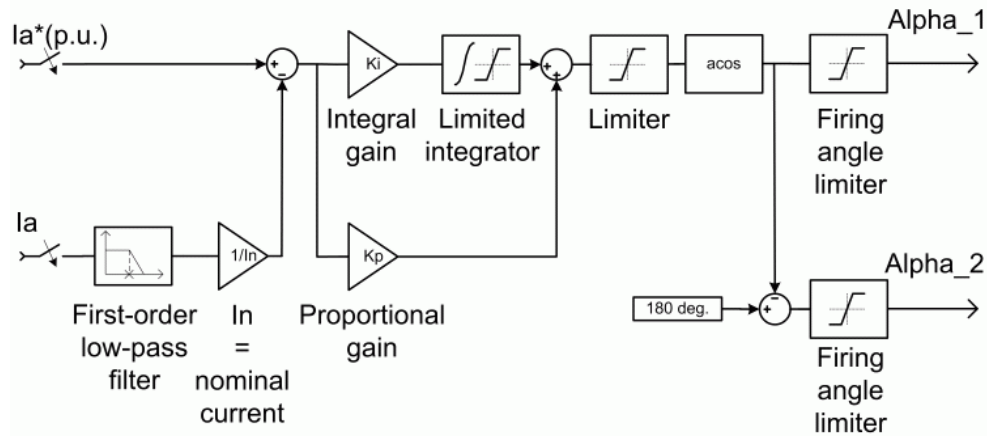 Ia*(p.u.)
Alpha_1
Ki
acos
Integral
gain
Limited
integrator
Limiter
Firing
angle
limiter
Ia
1/In
Kp
Alpha_2
180 deg.
First-order
low-pass
filter
In
=
nominal
current
Proportional
gain
Firing
angle
limiter